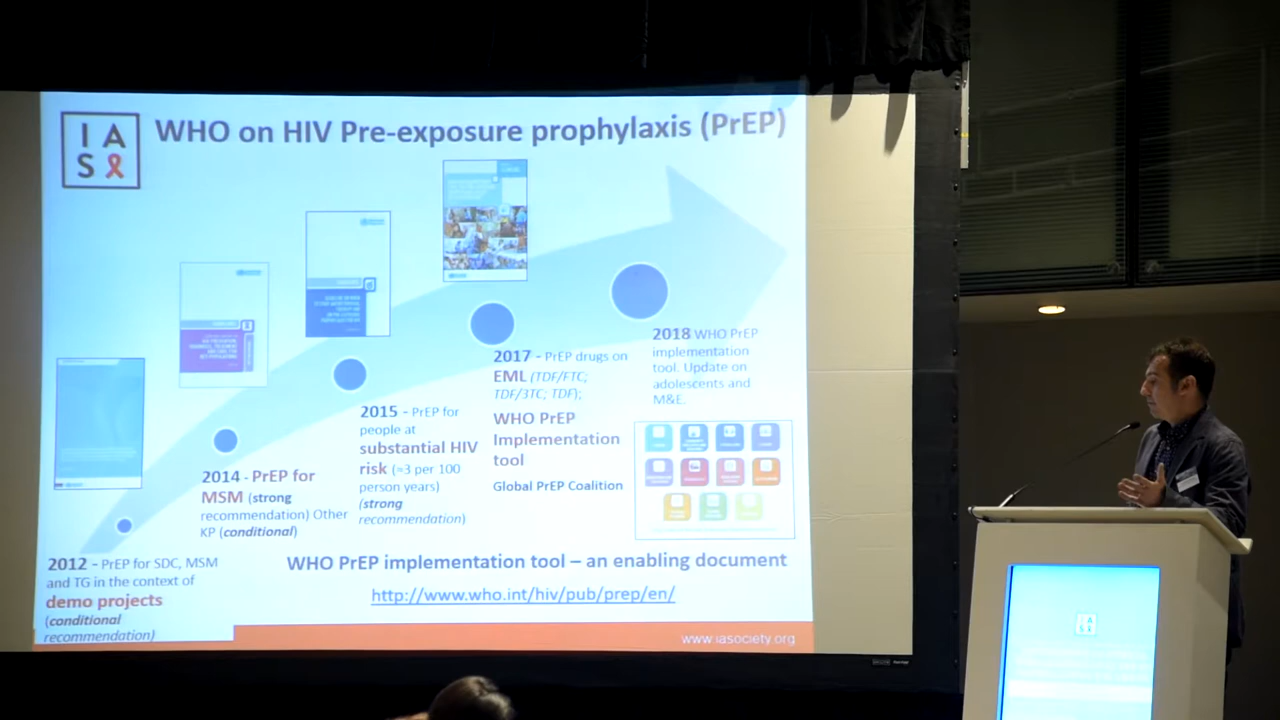 I A
S
WHO on HIV Pre-exposure prophylaxis (PrEP)
2012 - PrEP for SDC, MSM
and TG in the context of
demo projects
(conditional
recommendation)
2014 - PrEP for
MSM (strong
recommendation) Other
KP (conditional)
2015 - PrEP for
people at
substantial HIV
risk (≈3 per 100
person years)
(strong
recommendation)
2017 - PrEP drugs on
EML (TDF/FTC;
TDF/3TC; TDF);
WHO PrEP
Implementation
tool
Global PrEP Coalition
2018 WHO PrEP
implementation
tool. Update on
adolescents and
M&E.
WHO PrEP implementation tool – an enabling document
http://www.who.int/hiv/pub/prep/en/
www.iasociety.org